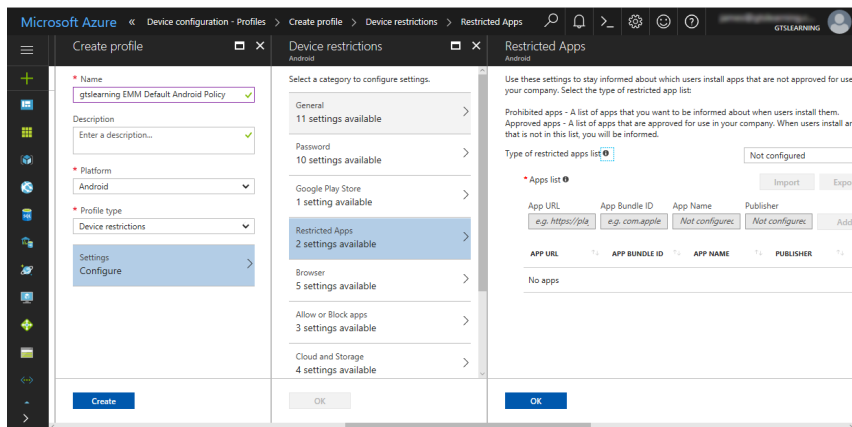 Microsoft Azure « Device configuration - Profiles > Create profile > Device restrictions > Restricted Apps
GTSLEARNING
Create profile
* Name
gtslearning EMM Default Android Policy
Description
Enter a description...
* Platform
Android
* Profile type
Device restrictions
Settings
Configure
Create
Device restrictions
Android
Select a category to configure settings.
General
11 settings available
Password
10 settings available
Google Play Store
1 setting available
Restricted Apps
2 settings available
Browser
5 settings available
Allow or Block apps
3 settings available
Cloud and Storage
4 settings available
OK
Restricted Apps
Android
Use these settings to stay informed about which users install apps that are not approved for use
your company. Select the type of restricted app list:
Prohibited apps - A list of apps that you want to be informed about when users install them.
Approved apps - A list of apps that are approved for use in your company. When users install an
that is not in this list, you will be informed.
Type of restricted apps list
Not configured
* Apps list
Import Expo
App URL App Bundle ID App Name Publisher
e.g. https://pla e.g. com.apple Not configurec Not configurec Add
APP URL APP BUNDLE ID APP NAME PUBLISHER
No apps
OK